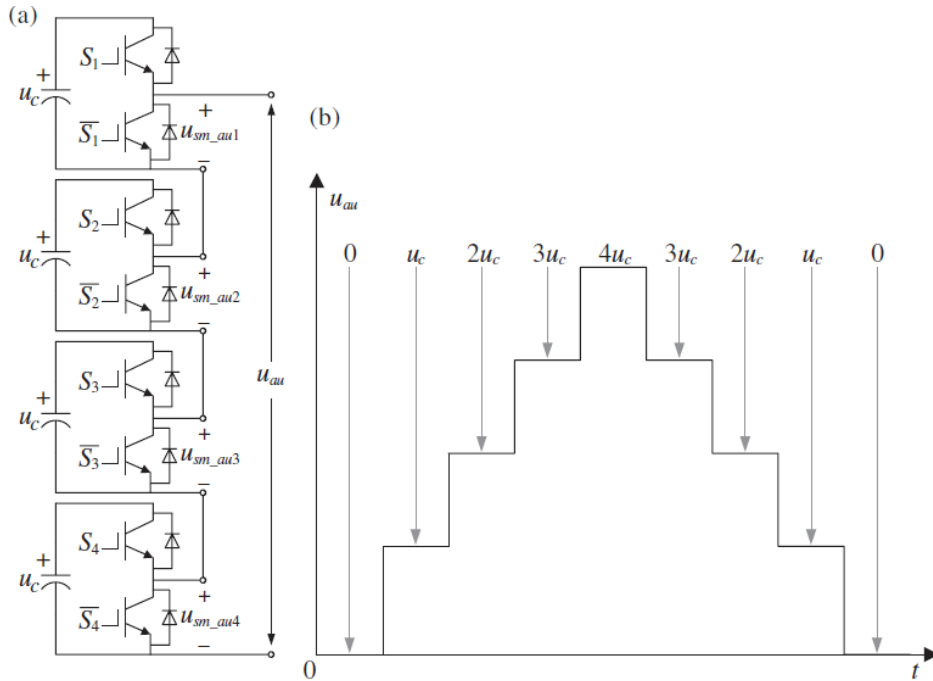 (a)
S₁
+
u_c
S̅₁
+
u_sm_au1
−
S₂
+
u_c
S̅₂
+
u_sm_au2
−
S₃
+
u_c
S̅₃
+
u_sm_au3
−
S₄
+
u_c
S̅₄
+
u_sm_au4
−
u_au
(b)
u_au
0 u_c 2u_c 3u_c 4u_c 3u_c 2u_c u_c 0
0 t